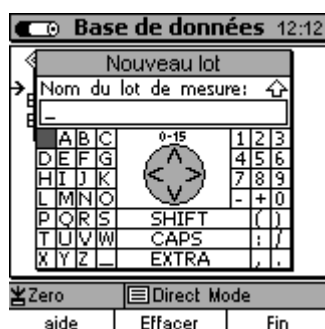 Base de données 12:12
Nouveau lot
Nom du lot de mesure:
_
0-15
A B C 1 2 3
D E F G 4 5 6
H I J K 7 8 9
L M N O - + 0
P Q R S SHIFT ( )
T U V W CAPS : /
X Y Z _ EXTRA , .
Zero Direct Mode
aide Effacer Fin